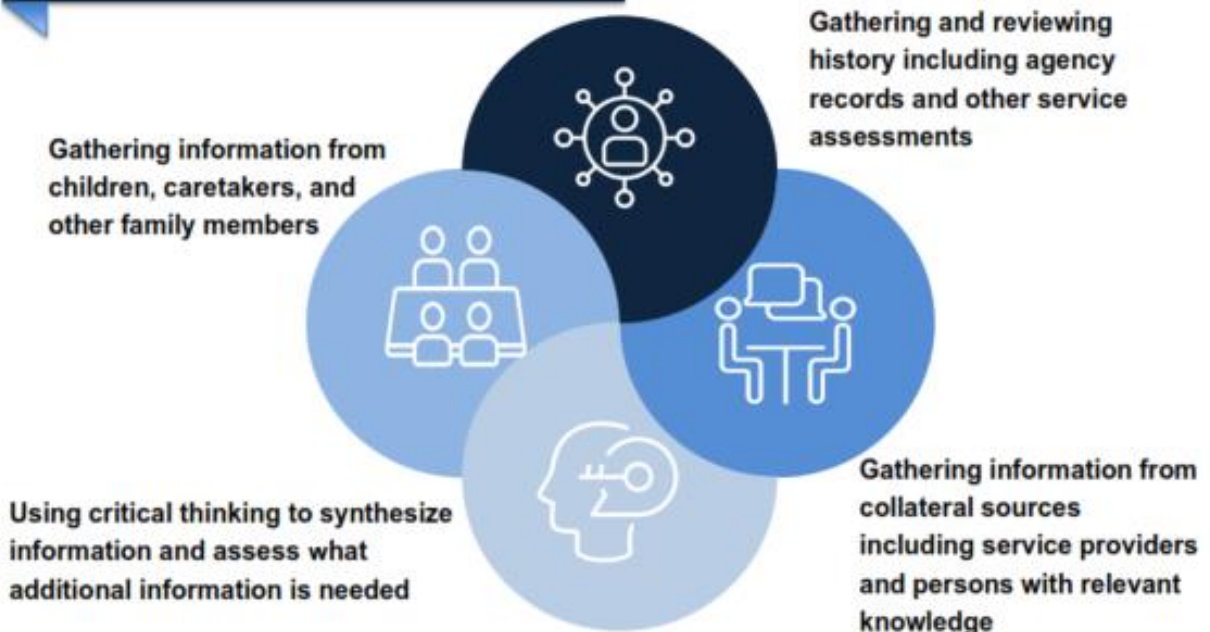 Gathering and reviewing
history including agency
records and other service
assessments
Gathering information from
children, caretakers, and
other family members
Gathering information from
collateral sources
including service providers
and persons with relevant
knowledge
Using critical thinking to synthesize
information and assess what
additional information is needed